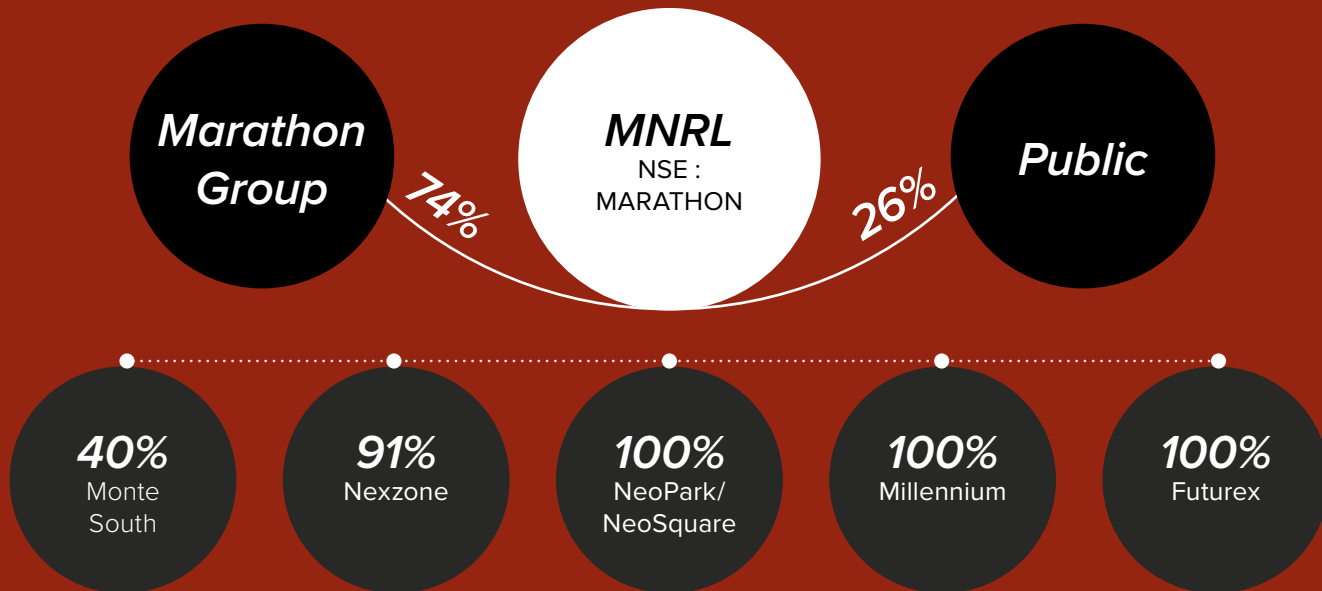 Marathon
Group
74%
MNRL
NSE :
MARATHON
26%
Public
40%
Monte
South
91%
Nexzone
100%
NeoPark/
NeoSquare
100%
Millennium
100%
Futurex